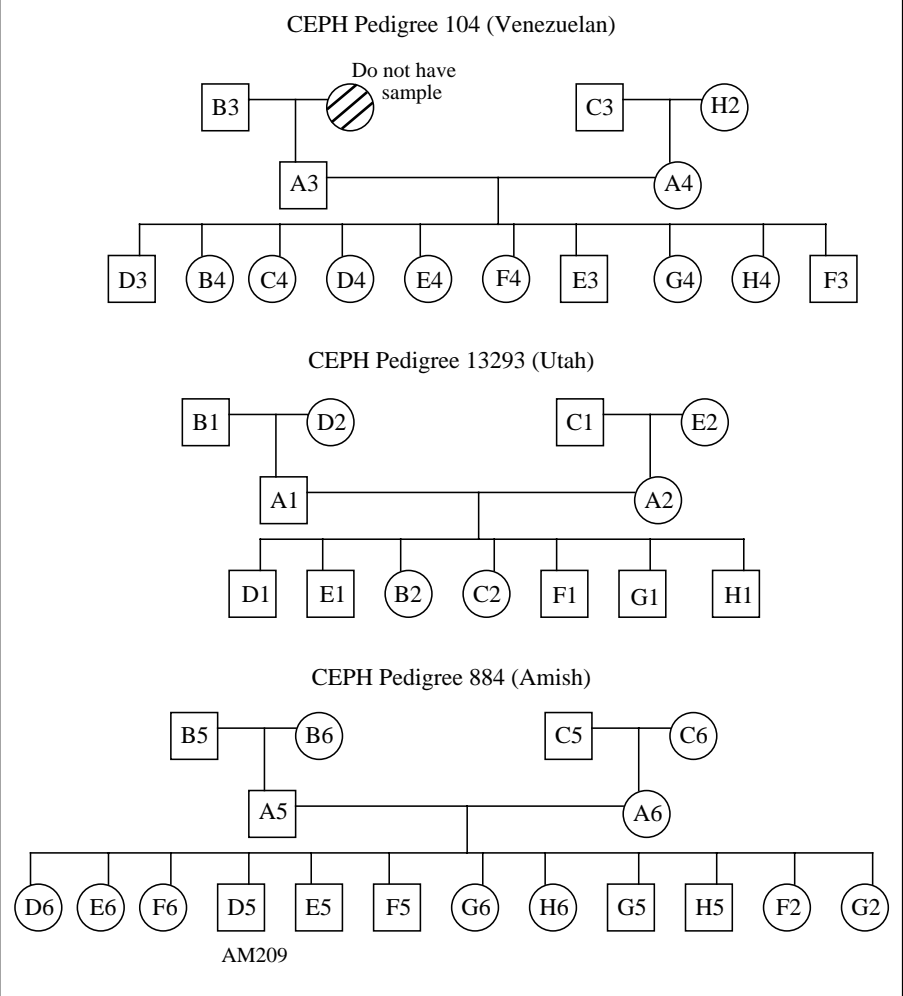 CEPH Pedigree 104 (Venezuelan)
Do not have
sample
B3 C3 H2
A3 A4
D3 B4 C4 D4 E4 F4 E3 G4 H4 F3
CEPH Pedigree 13293 (Utah)
B1 D2 C1 E2
A1 A2
D1 E1 B2 C2 F1 G1 H1
CEPH Pedigree 884 (Amish)
B5 B6 C5 C6
A5 A6
D6 E6 F6 D5 E5 F5 G6 H6 G5 H5 F2 G2
AM209